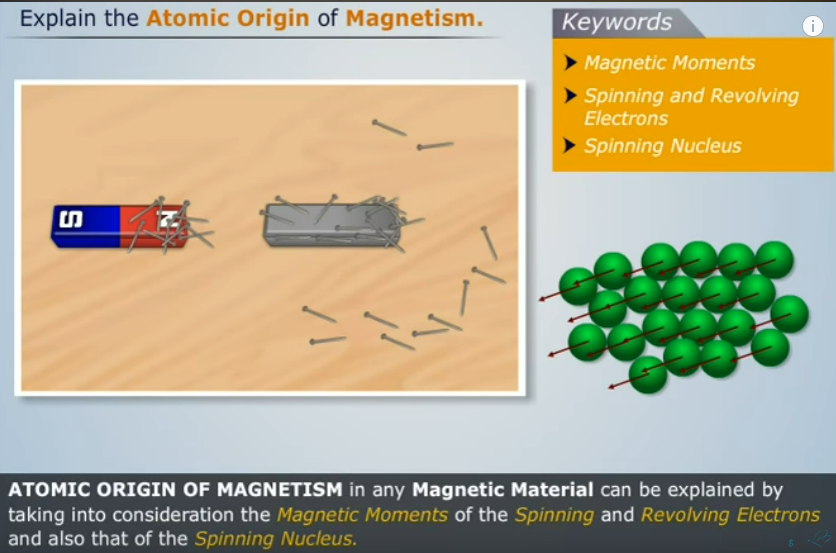 Explain the Atomic Origin of Magnetism.
Keywords
Magnetic Moments
Spinning and Revolving
Electrons
Spinning Nucleus
S
N
ATOMIC ORIGIN OF MAGNETISM in any Magnetic Material can be explained by
taking into consideration the Magnetic Moments of the Spinning and Revolving Electrons
and also that of the Spinning Nucleus.
8